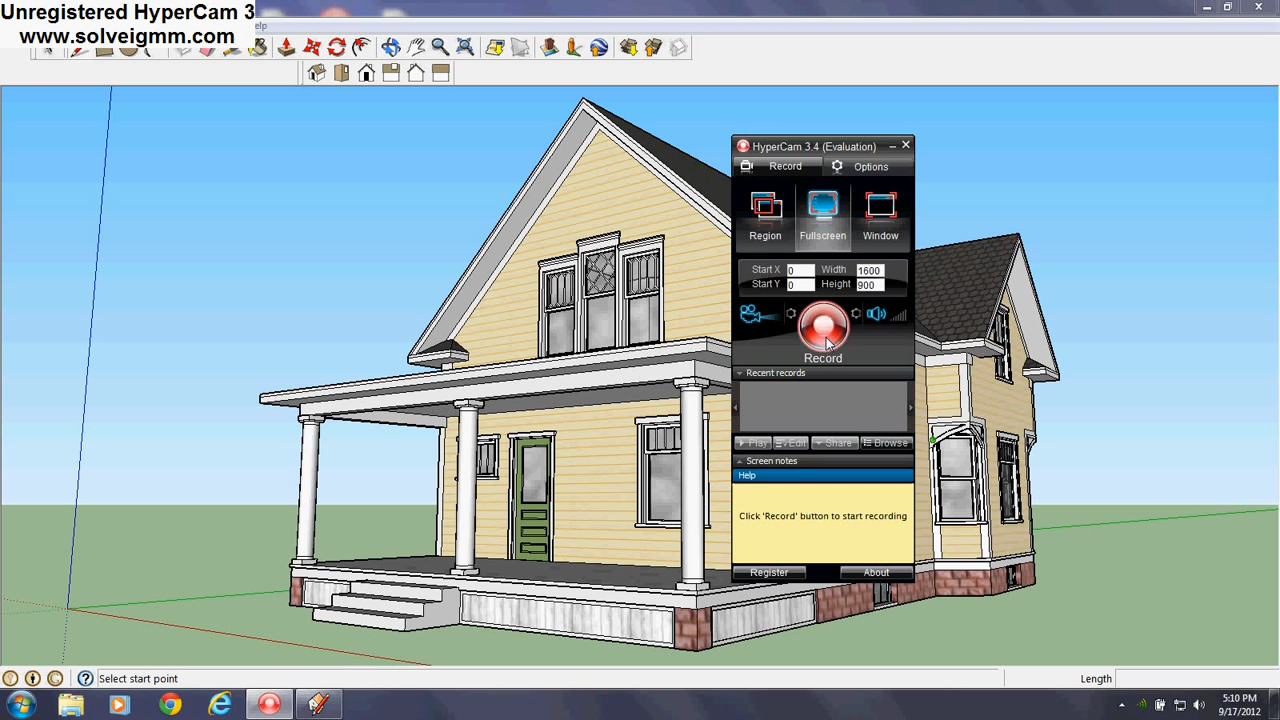 Unregistered HyperCam 3
www.solveigmm.com
elp
HyperCam 3.4 (Evaluation)
Record
Options
Region
Fullscreen
Window
Start X 0 Width 1600
Start Y 0 Height 900
Record
Recent records
Play Edit Share Browse
Screen notes
Help
Click 'Record' button to start recording
Register
About
Select start point
Length
5:10 PM
9/17/2012